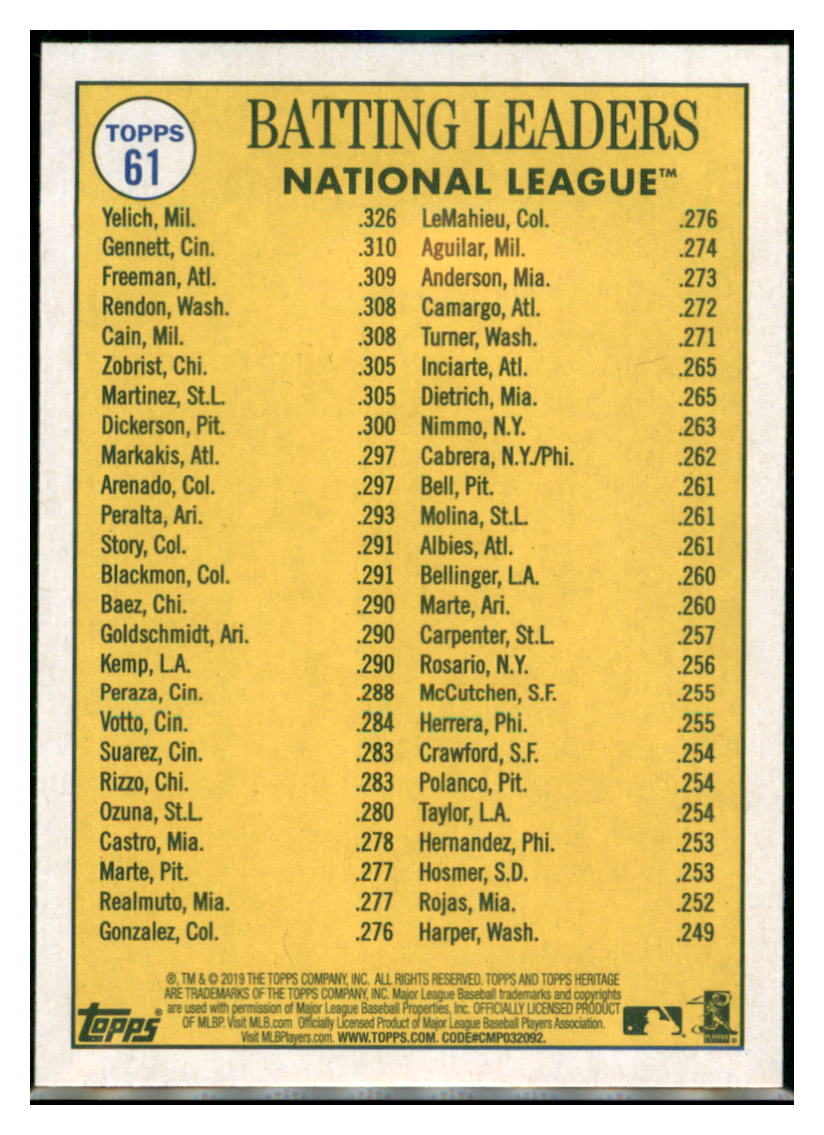 TOPPS
61
BATTING LEADERS
NATIONAL LEAGUE™
Yelich, Mil. .326
Gennett, Cin. .310
Freeman, Atl. .309
Rendon, Wash. .308
Cain, Mil. .308
Zobrist, Chi. .305
Martinez, St.L. .305
Dickerson, Pit. .300
Markakis, Atl. .297
Arenado, Col. .297
Peralta, Ari. .293
Story, Col. .291
Blackmon, Col. .291
Baez, Chi. .290
Goldschmidt, Ari. .290
Kemp, L.A. .290
Peraza, Cin. .288
Votto, Cin. .284
Suarez, Cin. .283
Rizzo, Chi. .283
Ozuna, St.L. .280
Castro, Mia. .278
Marte, Pit. .277
Realmuto, Mia. .277
Gonzalez, Col. .276
LeMahieu, Col. .276
Aguilar, Mil. .274
Anderson, Mia. .273
Camargo, Atl. .272
Turner, Wash. .271
Inciarte, Atl. .265
Dietrich, Mia. .265
Nimmo, N.Y. .263
Cabrera, N.Y./Phi. .262
Bell, Pit. .261
Molina, St.L. .261
Albies, Atl. .261
Bellinger, L.A. .260
Marte, Ari. .260
Carpenter, St.L. .257
Rosario, N.Y. .256
McCutchen, S.F. .255
Herrera, Phi. .255
Crawford, S.F. .254
Polanco, Pit. .254
Taylor, L.A. .254
Hernandez, Phi. .253
Hosmer, S.D. .253
Rojas, Mia. .252
Harper, Wash. .249
®, TM & © 2019 THE TOPPS COMPANY, INC. ALL RIGHTS RESERVED. TOPPS AND TOPPS HERITAGE
ARE TRADEMARKS OF THE TOPPS COMPANY, INC. Major League Baseball trademarks and copyrights
are used with permission of Major League Baseball Properties, Inc. OFFICIALLY LICENSED PRODUCT
OF MLBP. Visit MLB.com Officially Licensed Product of Major League Baseball Players Association.
Visit MLBPlayers.com. WWW.TOPPS.COM. CODE#CMP032092.
Topps®